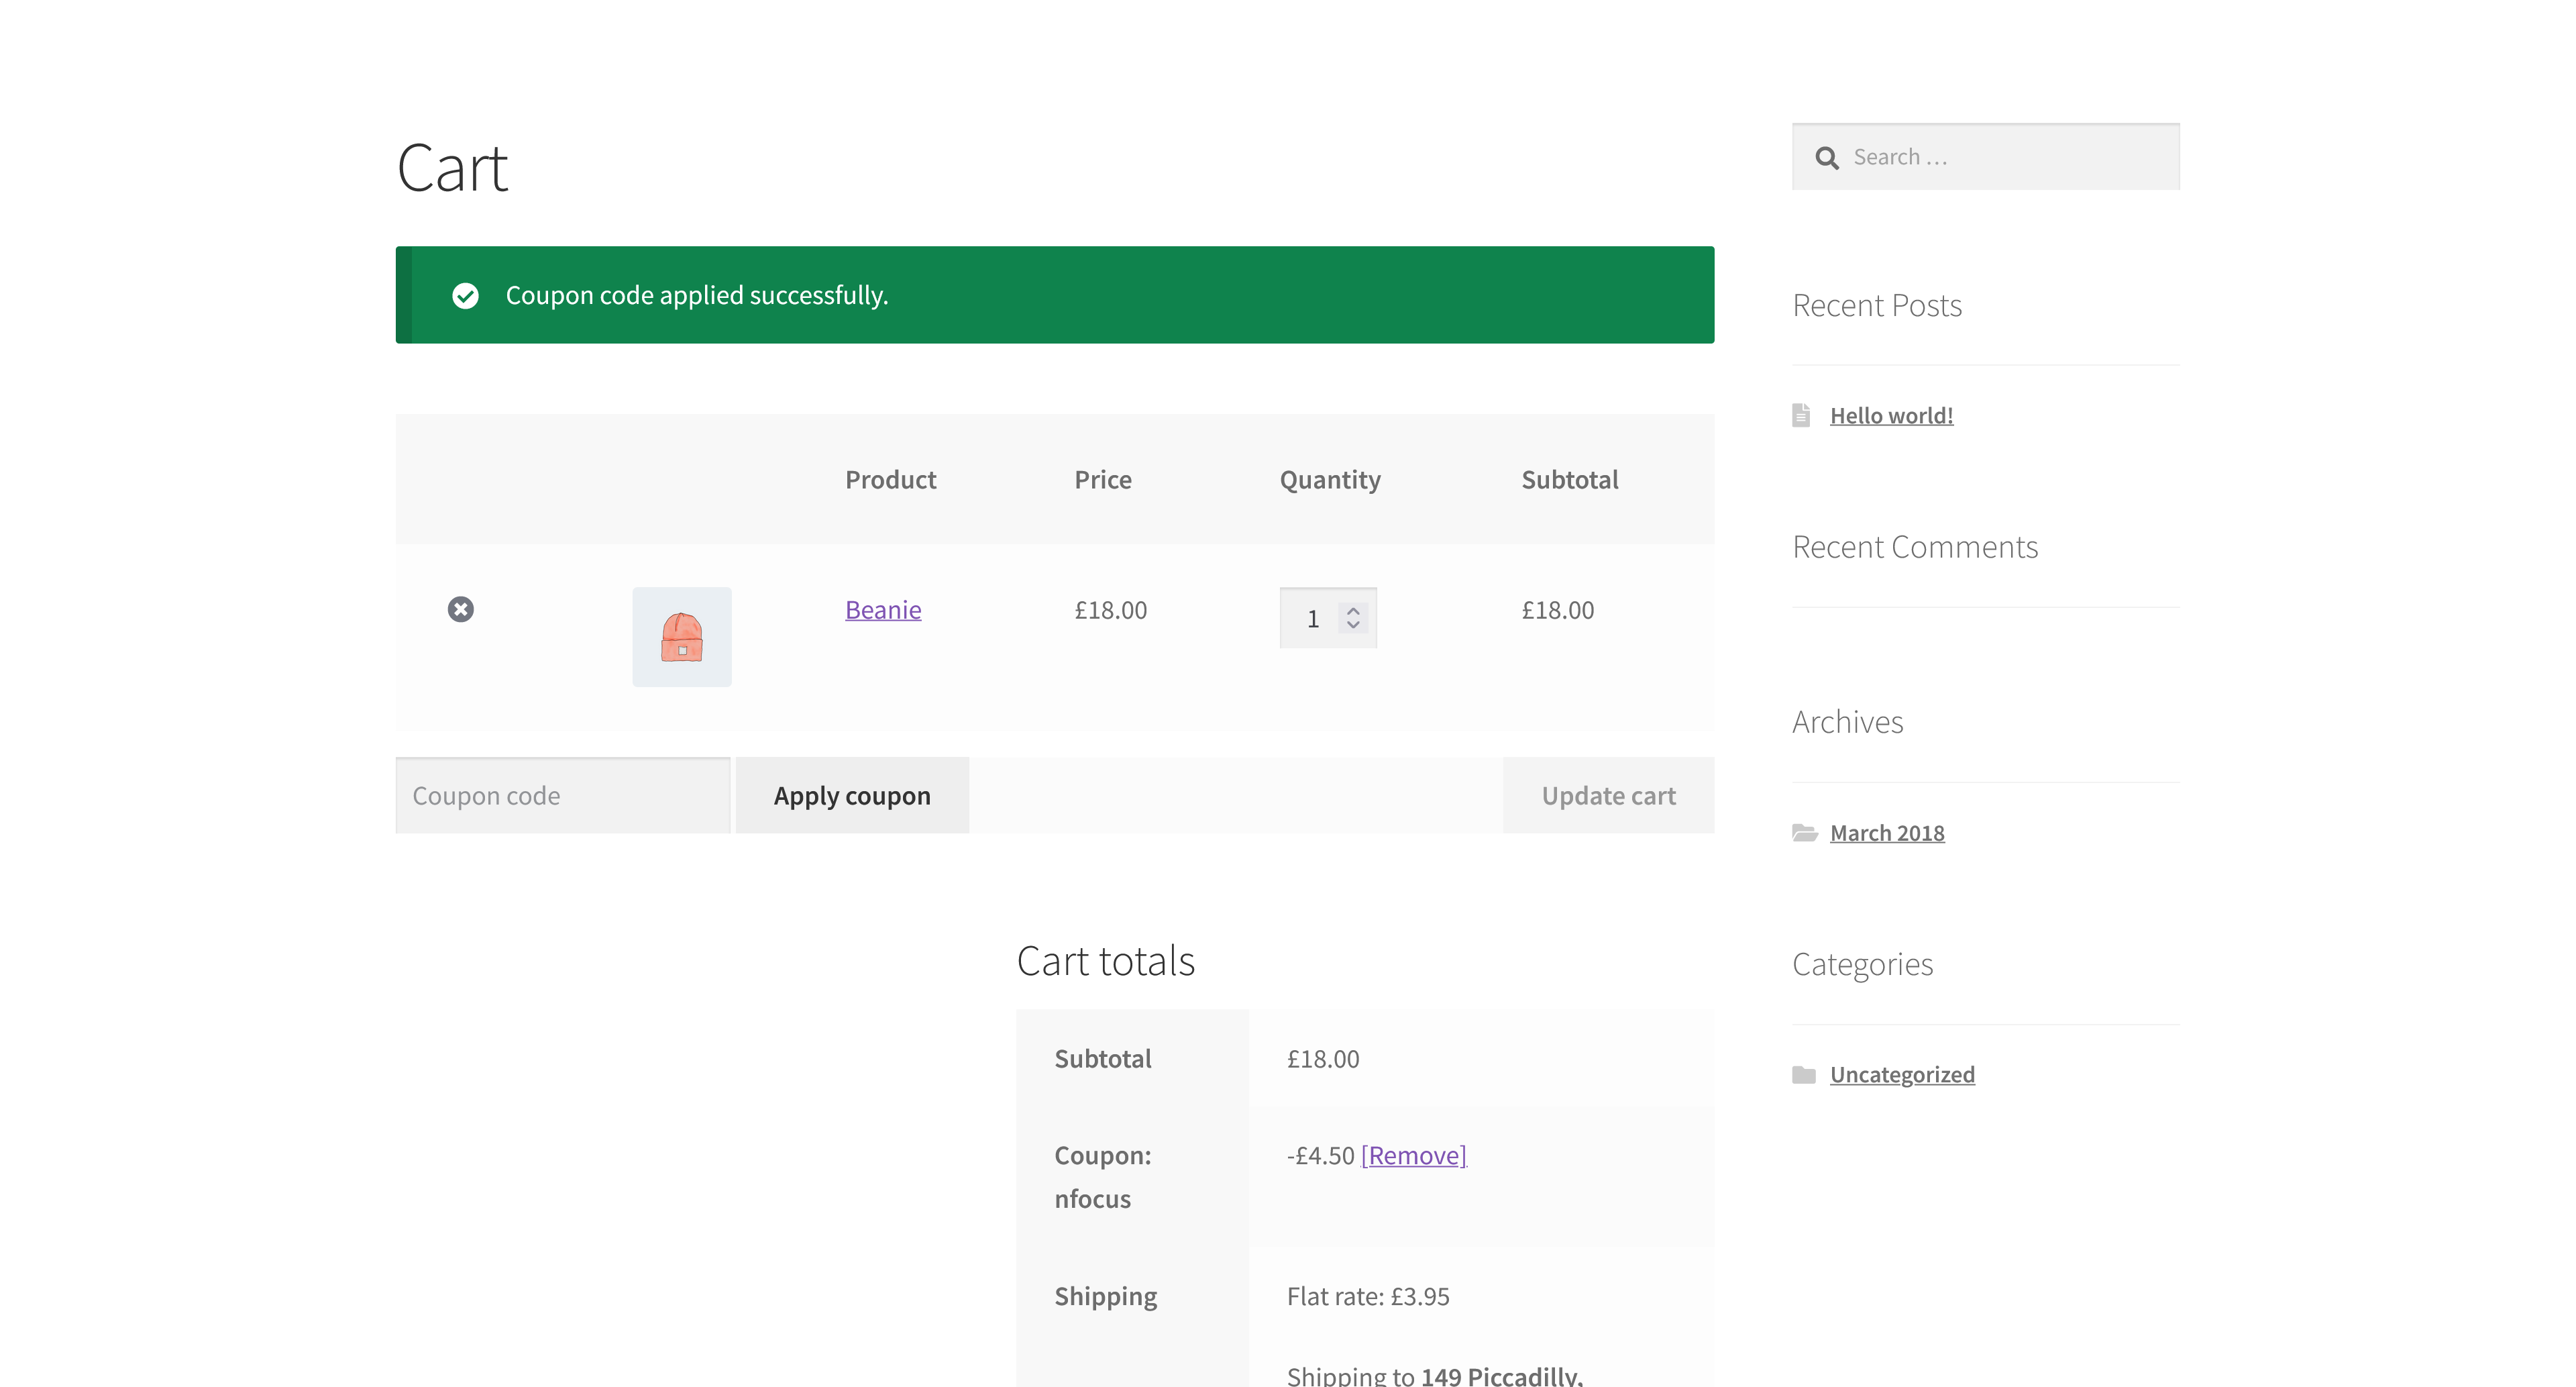 Cart
Coupon code applied successfully.
Product Price Quantity Subtotal
Beanie £18.00 1 £18.00
Coupon code Apply coupon Update cart
Cart totals
Subtotal £18.00
Coupon: -£4.50 [Remove]
nfocus
Shipping Flat rate: £3.95
Shipping to 149 Piccadilly,
Search …
Recent Posts
Hello world!
Recent Comments
Archives
March 2018
Categories
Uncategorized